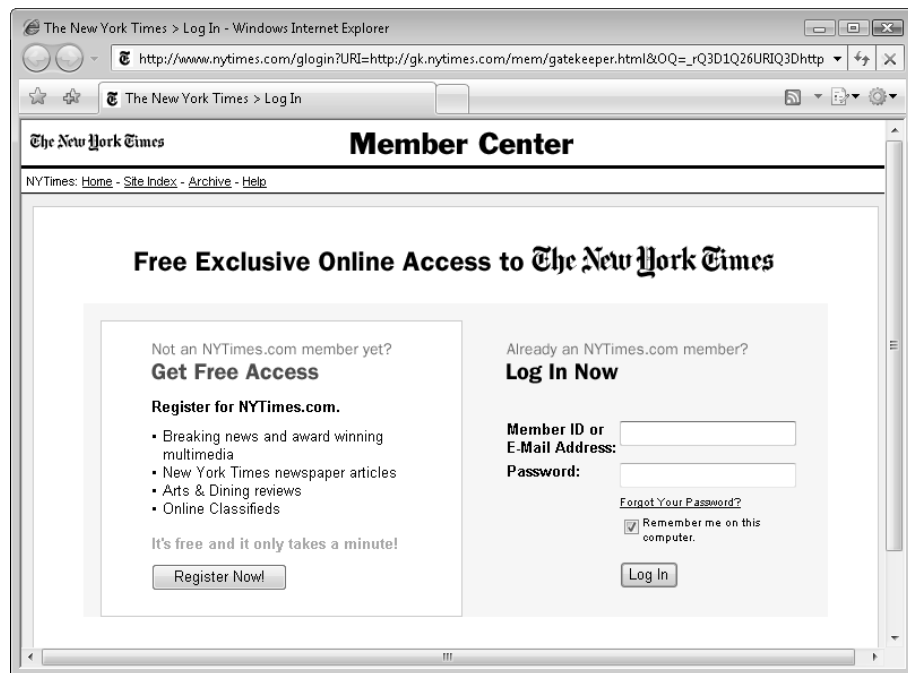 The New York Times > Log In - Windows Internet Explorer
http://www.nytimes.com/glogin?URI=http://gk.nytimes.com/mem/gatekeeper.html&OQ=_rQ3D1Q26URIQ3Dhttp
The New York Times > Log In
The New York Times
Member Center
NYTimes: Home - Site Index - Archive - Help
Free Exclusive Online Access to The New York Times
Not an NYTimes.com member yet?
Get Free Access
Register for NYTimes.com.
▪ Breaking news and award winning
multimedia
▪ New York Times newspaper articles
▪ Arts & Dining reviews
▪ Online Classifieds
It's free and it only takes a minute!
Register Now!
Already an NYTimes.com member?
Log In Now
Member ID or
E-Mail Address:
Password:
Forgot Your Password?
Remember me on this
computer.
Log In